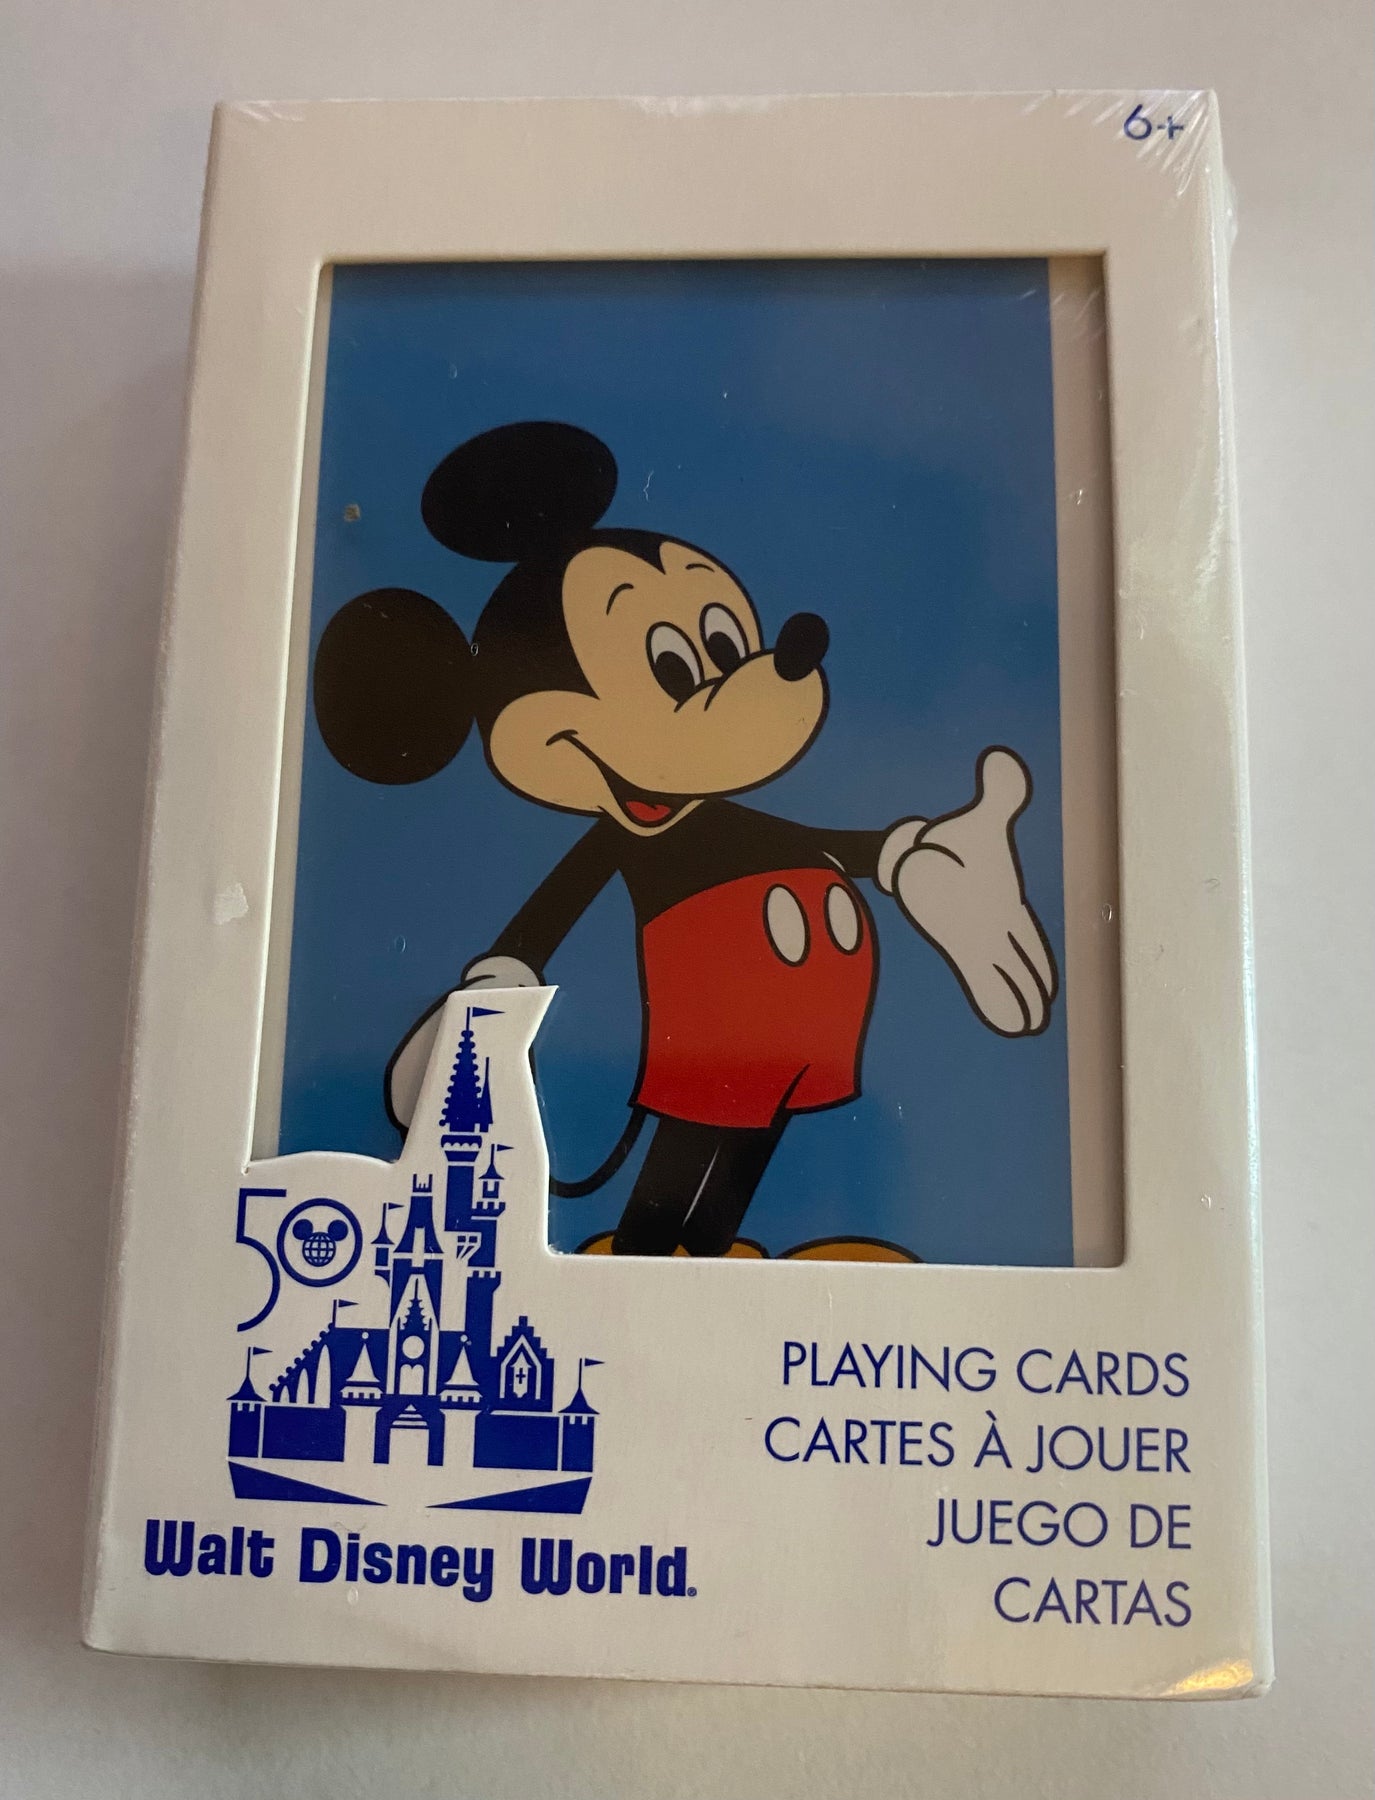 6+
50
Walt Disney World®
PLAYING CARDS
CARTES À JOUER
JUEGO DE
CARTAS